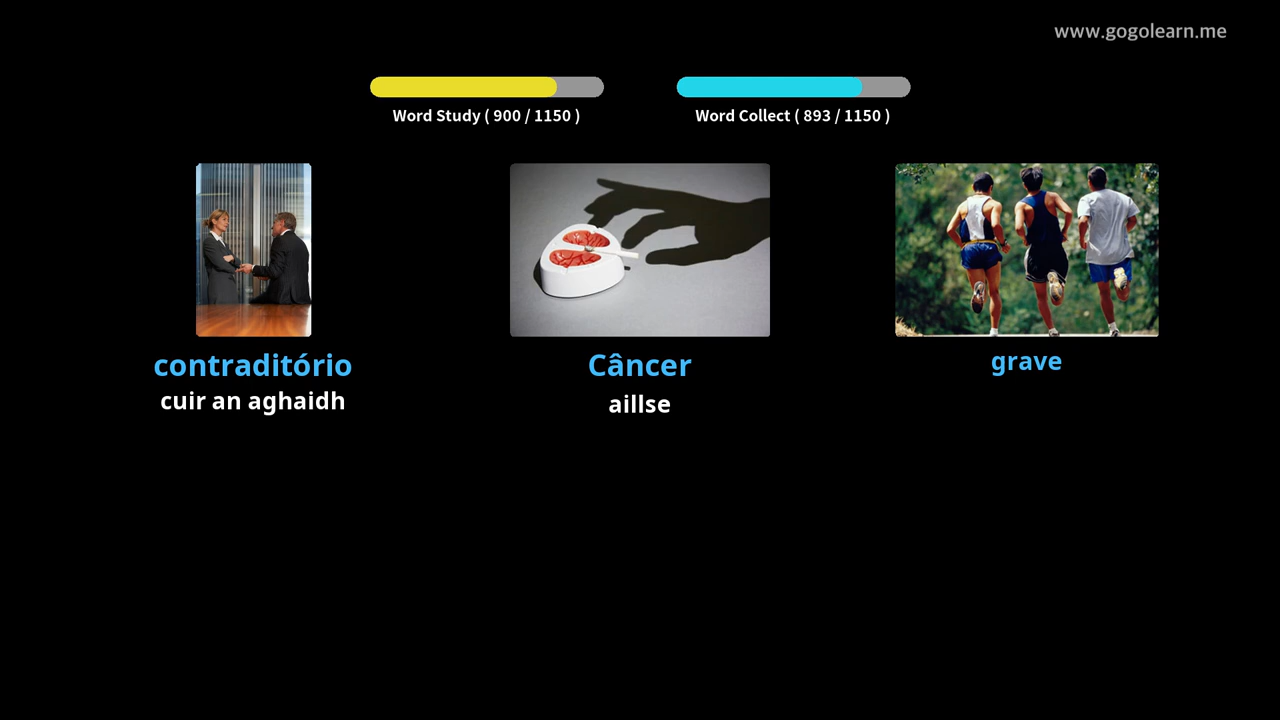 www.gogolearn.me
Word Study ( 900 / 1150 )
Word Collect ( 893 / 1150 )
contraditório
cuir an aghaidh
Câncer
aillse
grave